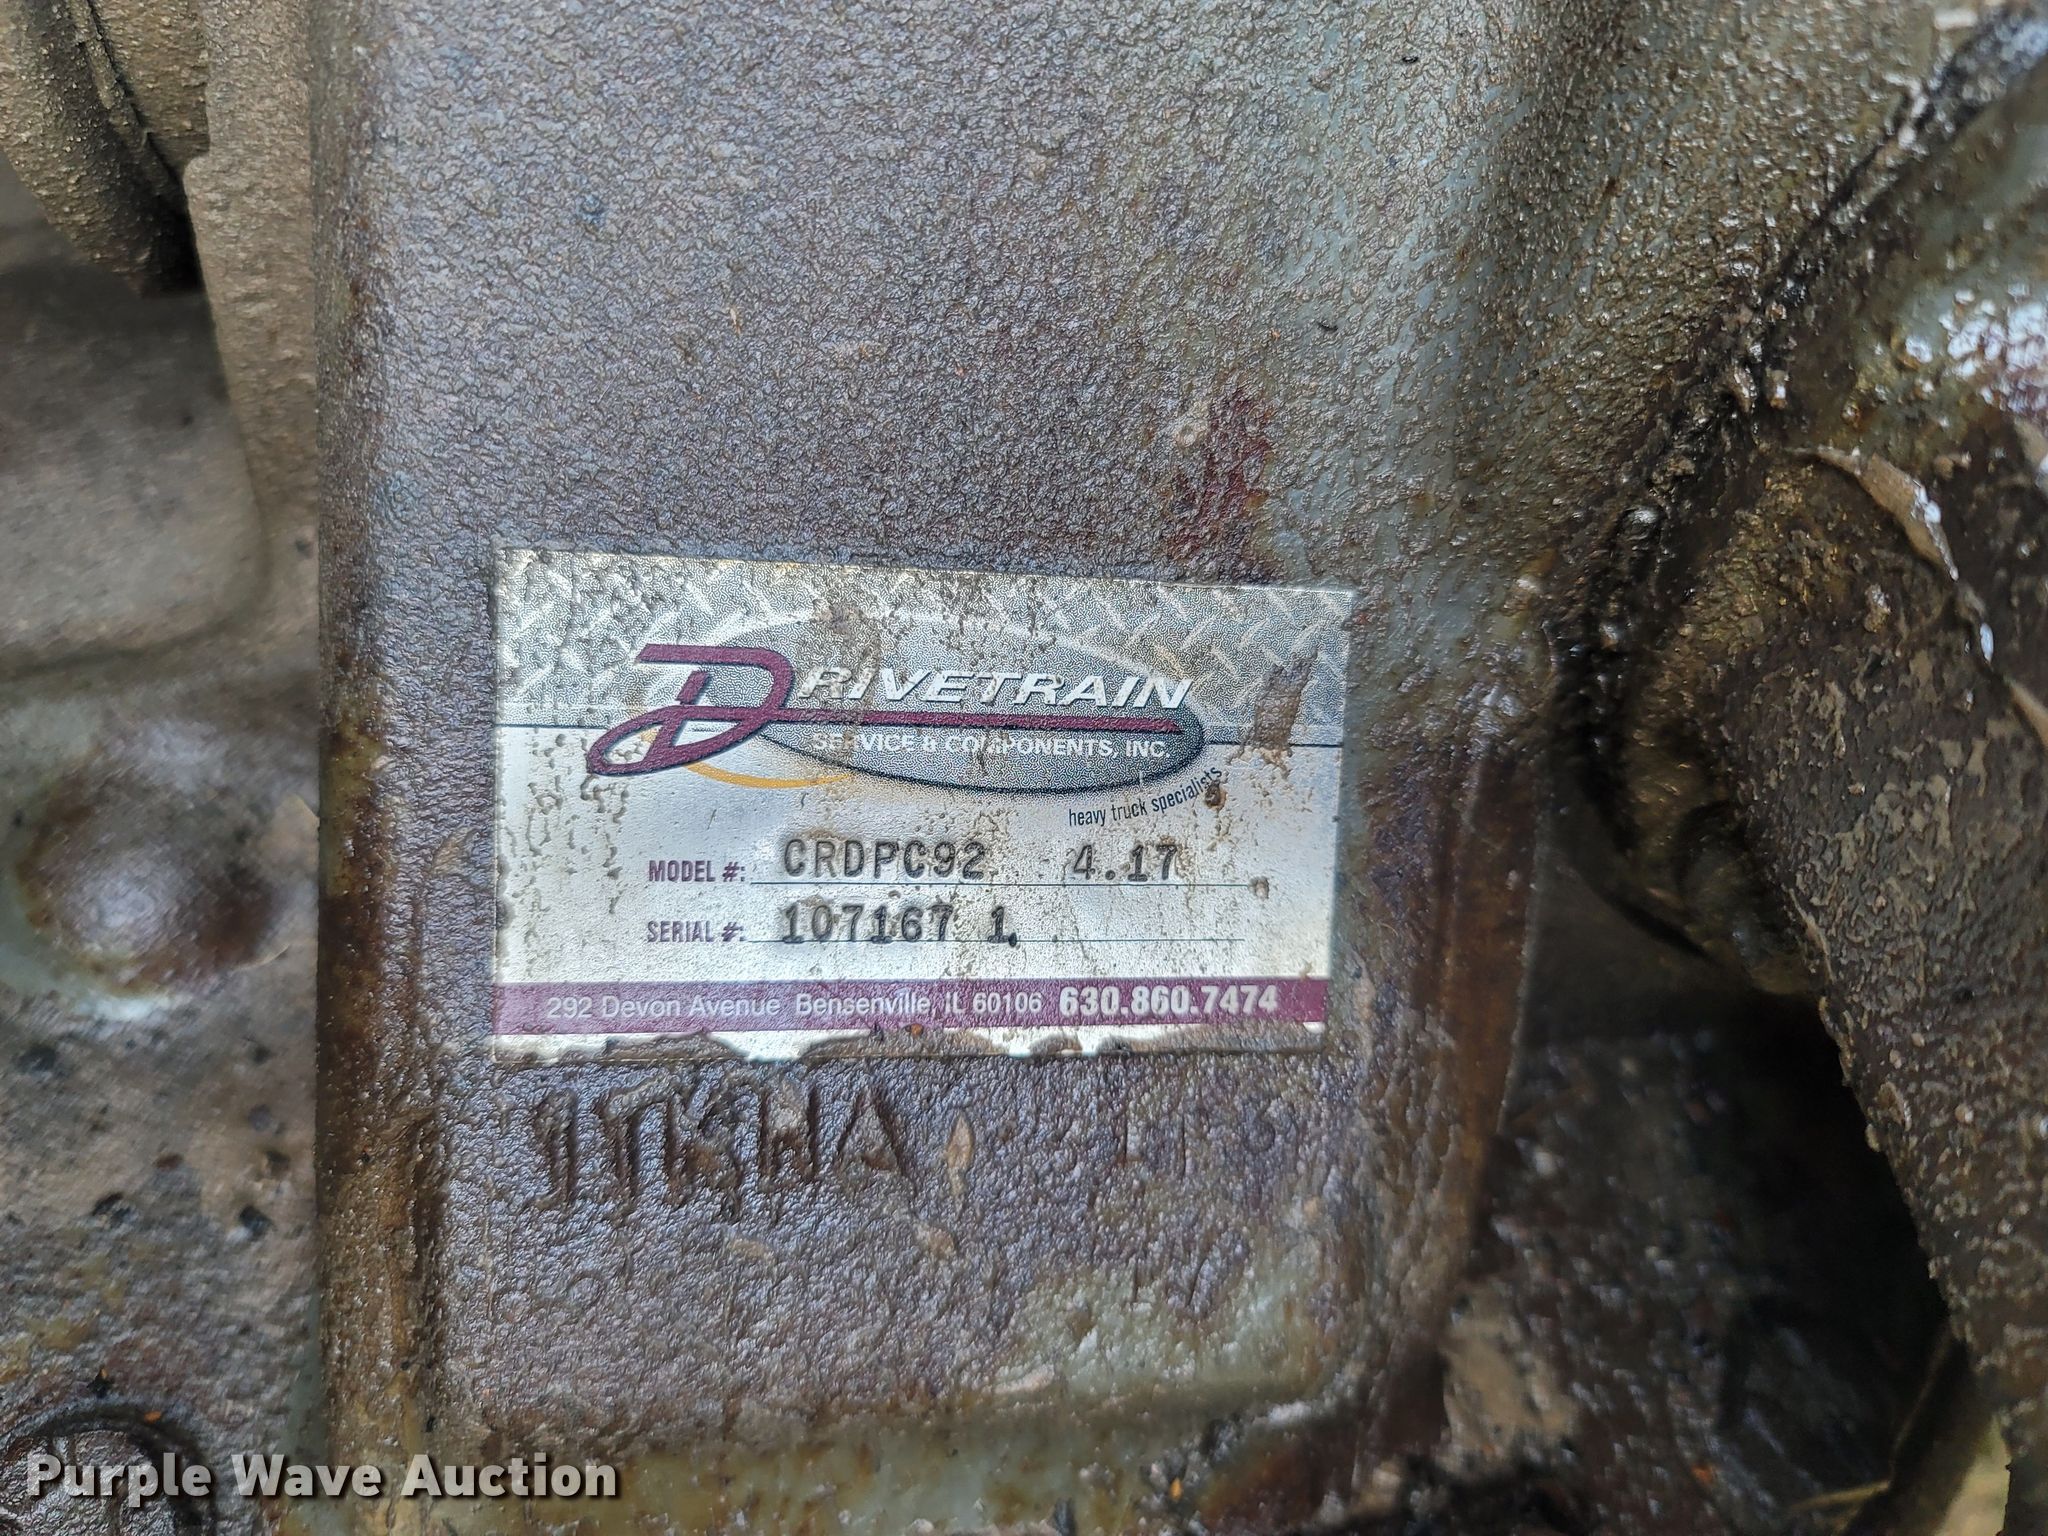 DRIVETRAIN
SERVICE & COMPONENTS, INC.
heavy truck specialists
MODEL #: CRDPC92 4.17
SERIAL #: 107167 1
292 Devon Avenue Bensenville, IL 60106 630.860.7474
Purple Wave Auction